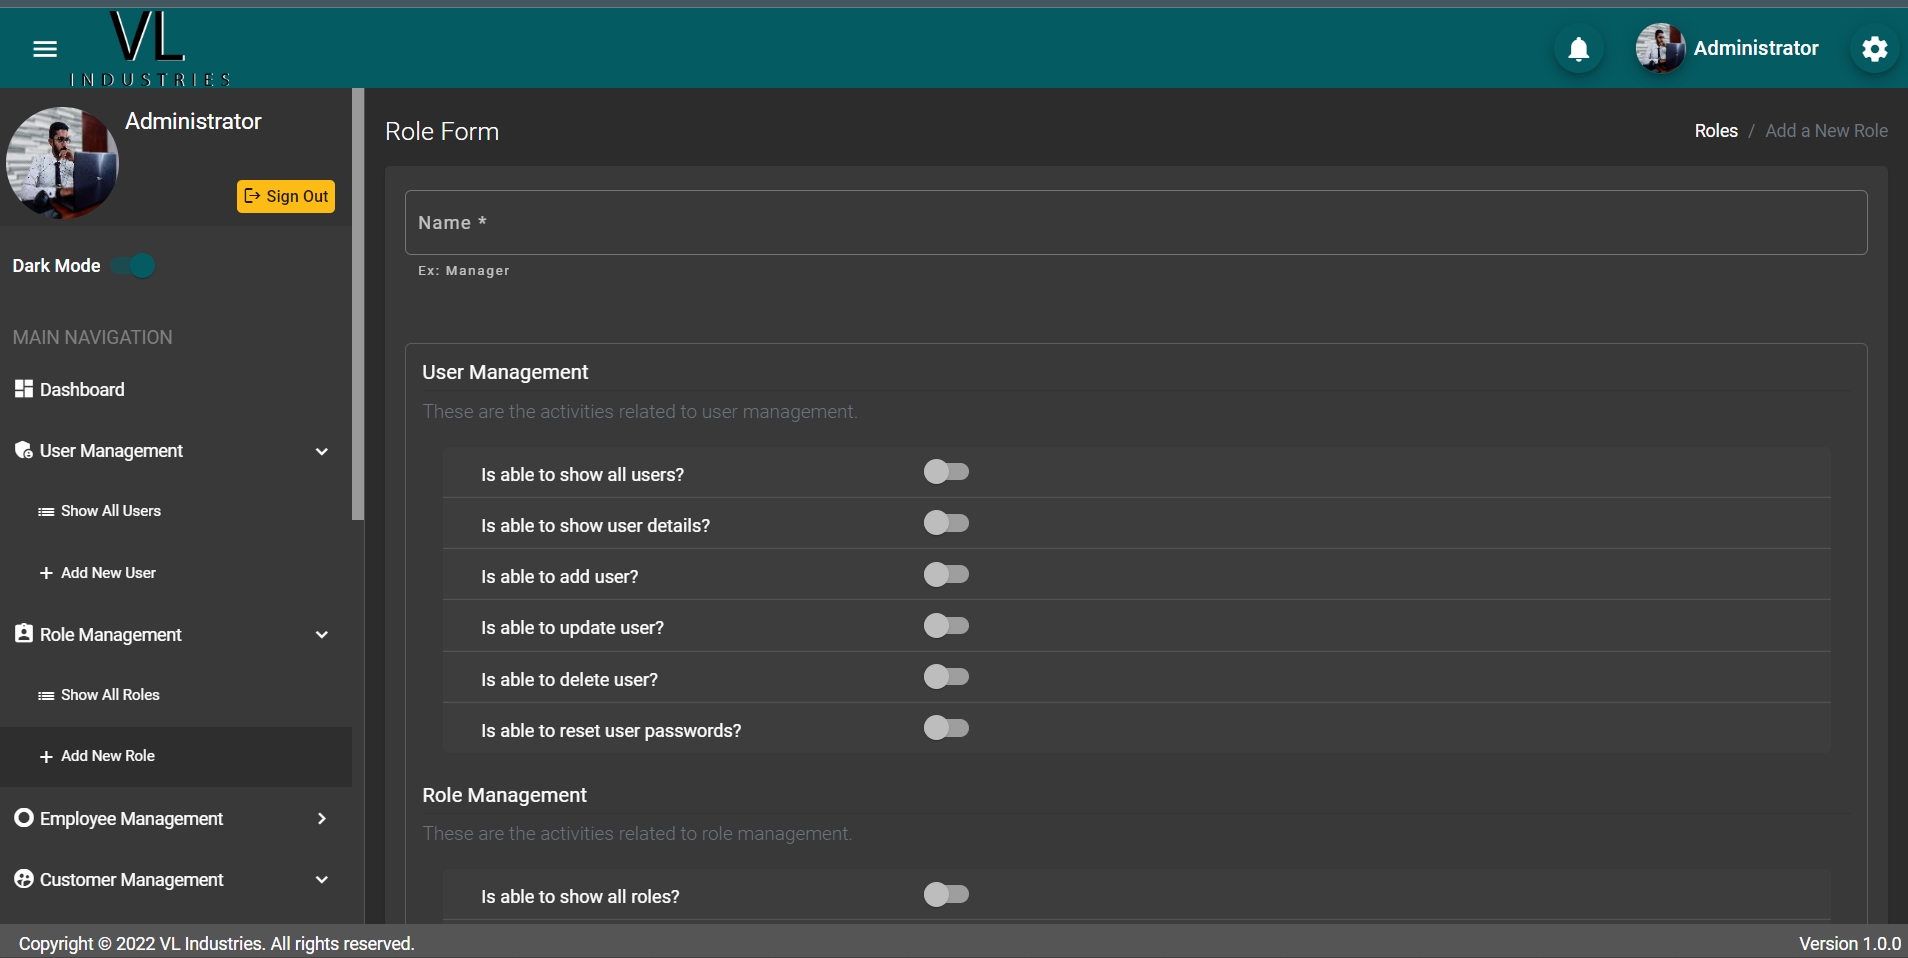 VL
INDUSTRIES
Administrator
Administrator
Sign Out
Dark Mode
MAIN NAVIGATION
Dashboard
User Management
Show All Users
Add New User
Role Management
Show All Roles
Add New Role
Employee Management
Customer Management
Role Form
Roles / Add a New Role
Name *
Ex: Manager
User Management
These are the activities related to user management.
Is able to show all users?
Is able to show user details?
Is able to add user?
Is able to update user?
Is able to delete user?
Is able to reset user passwords?
Role Management
These are the activities related to role management.
Is able to show all roles?
Copyright © 2022 VL Industries. All rights reserved.
Version 1.0.0